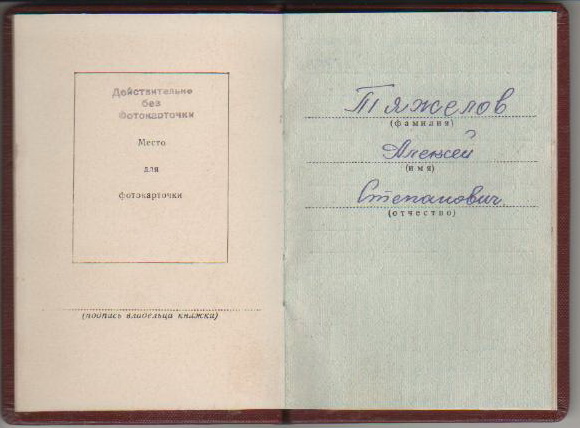 Действительно
без
Фотокарточки
Место
для
фотокарточки
(подпись владельца книжки)
Тяжелов
(фамилия)
Алексей
(имя)
Степанович
(отчество)